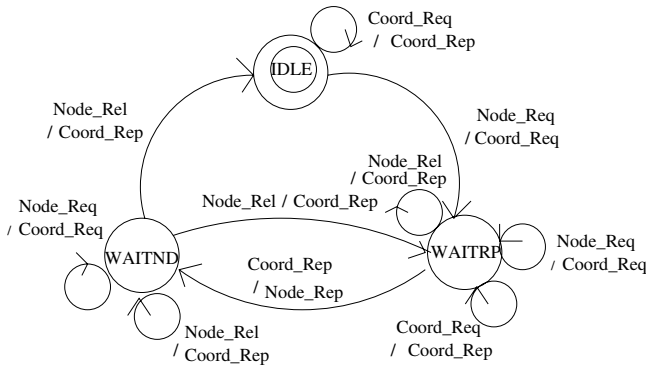 Coord_Req
/ Coord_Rep
IDLE
Node_Rel
/ Coord_Rep
Node_Req
/ Coord_Req
Node_Rel
/ Coord_Rep
Node_Req
/ Coord_Req
Node_Rel / Coord_Rep
WAITND
WAITRP
Node_Req
/ Coord_Req
Coord_Rep
/ Node_Rep
Node_Rel
/ Coord_Rep
Coord_Req
/ Coord_Rep